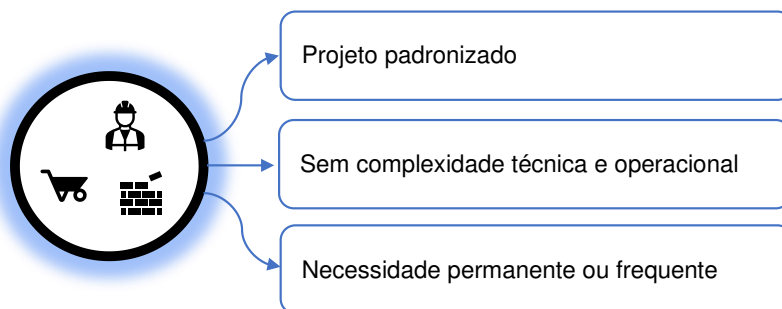 Projeto padronizado
Sem complexidade técnica e operacional
Necessidade permanente ou frequente